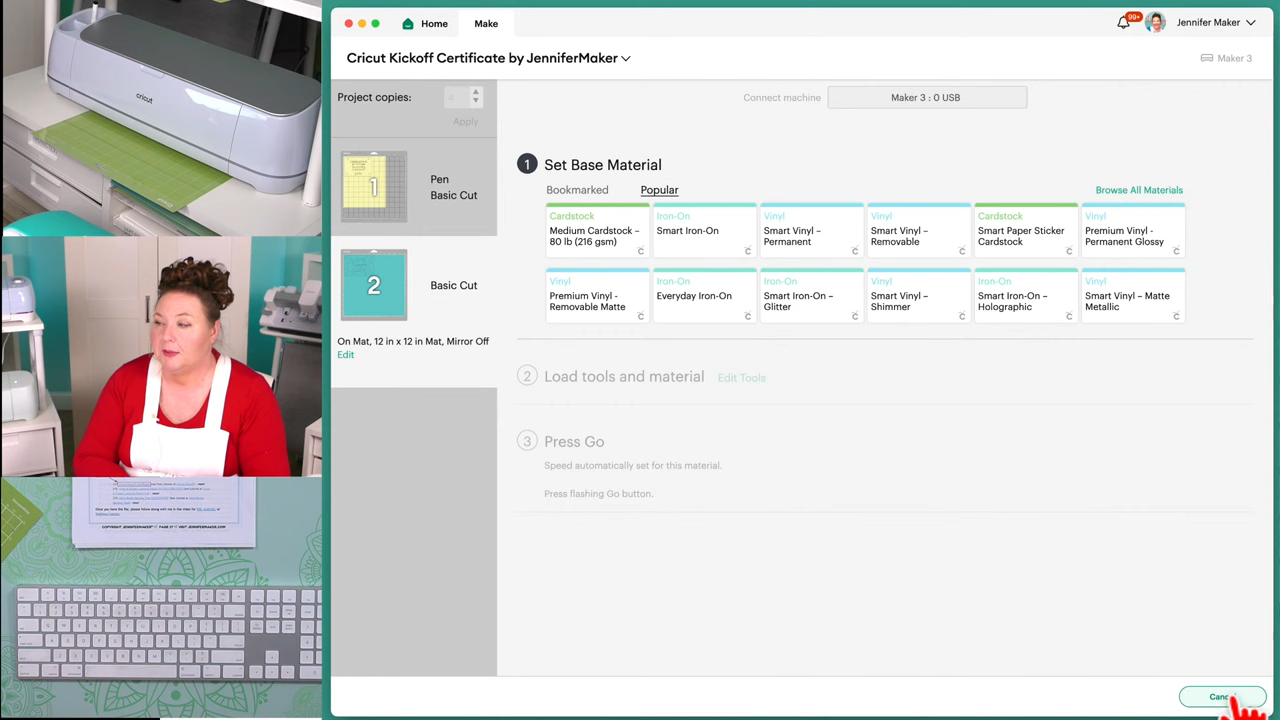 Home
Make
99+
Jennifer Maker
Cricut Kickoff Certificate by JenniferMaker
Maker 3
Project copies:
4
Apply
Connect machine
Maker 3 : 0 USB
1
Pen
Basic Cut
2
Basic Cut
On Mat, 12 in x 12 in Mat, Mirror Off
Edit
1 Set Base Material
Bookmarked
Popular
Browse All Materials
Cardstock
Medium Cardstock –
80 lb (216 gsm)
Iron-On
Smart Iron-On
Vinyl
Smart Vinyl –
Permanent
Vinyl
Smart Vinyl –
Removable
Cardstock
Smart Paper Sticker
Cardstock
Vinyl
Premium Vinyl -
Permanent Glossy
Vinyl
Premium Vinyl -
Removable Matte
Iron-On
Everyday Iron-On
Iron-On
Smart Iron-On –
Glitter
Vinyl
Smart Vinyl –
Shimmer
Iron-On
Smart Iron-On –
Holographic
Vinyl
Smart Vinyl – Matte
Metallic
2 Load tools and material
Edit Tools
3 Press Go
Speed automatically set for this material.
Press flashing Go button.
cricut